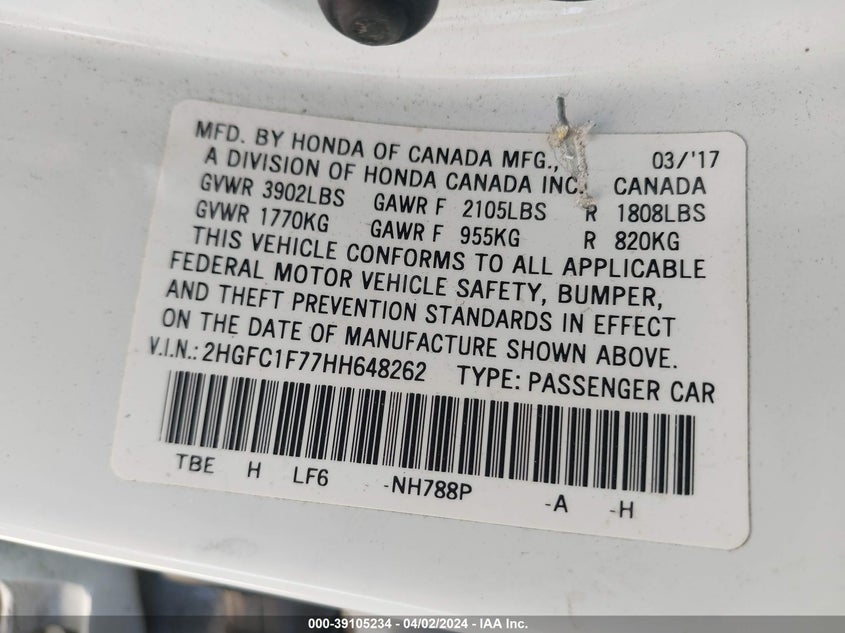 MFD. BY HONDA OF CANADA MFG., 03/'17
A DIVISION OF HONDA CANADA INC. CANADA
GVWR 3902LBS GAWR F 2105LBS R 1808LBS
GVWR 1770KG GAWR F 955KG R 820KG
THIS VEHICLE CONFORMS TO ALL APPLICABLE
FEDERAL MOTOR VEHICLE SAFETY, BUMPER,
AND THEFT PREVENTION STANDARDS IN EFFECT
ON THE DATE OF MANUFACTURE SHOWN ABOVE.
V.I.N.: 2HGFC1F77HH648262 TYPE: PASSENGER CAR
TBE H LF6 -NH788P -A -H
000-39105234 - 04/02/2024 - IAA Inc.